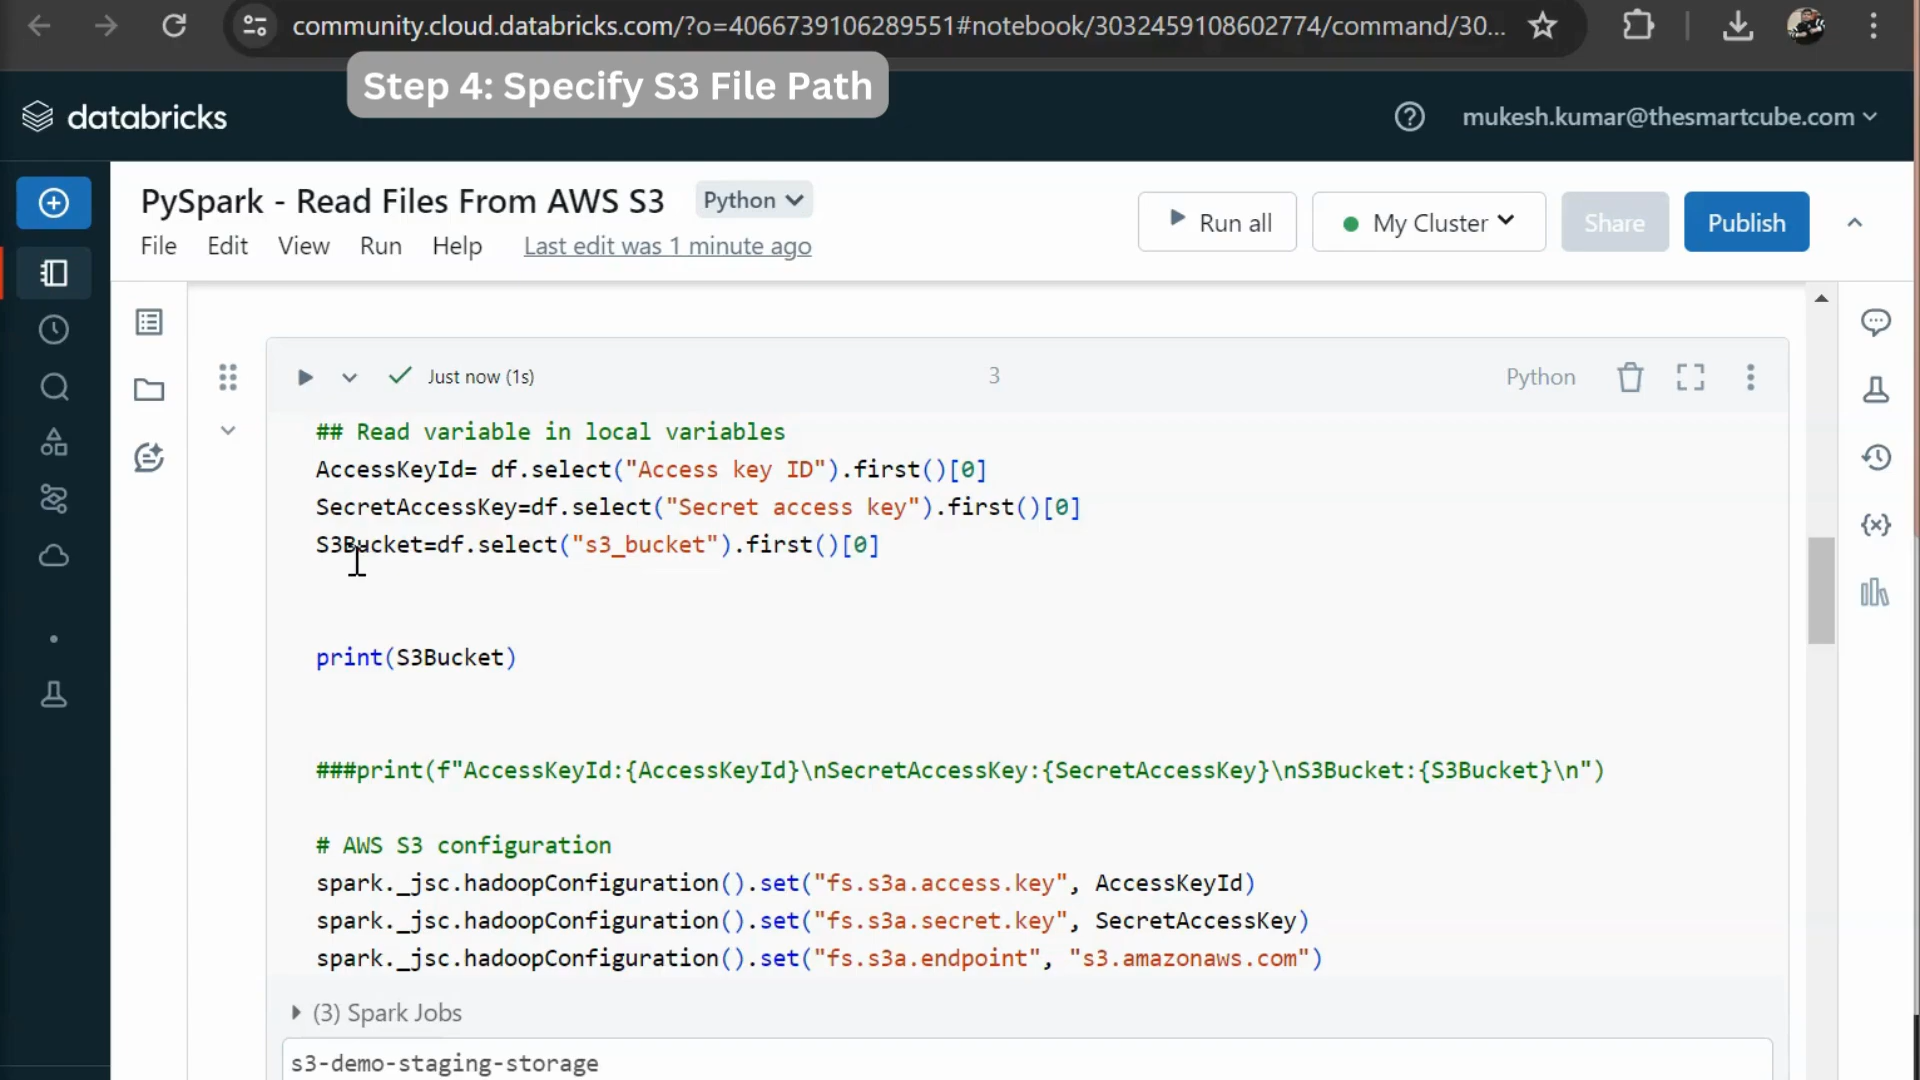 community.cloud.databricks.com/?o=4066739106289551#notebook/3032459108602774/command/30...
Step 4: Specify S3 File Path
databricks
mukesh.kumar@thesmartcube.com
PySpark - Read Files From AWS S3
Python
File
Edit
View
Run
Help
Last edit was 1 minute ago
Run all
My Cluster
Share
Publish
Just now (1s)
3
Python
## Read variable in local variables
AccessKeyId= df.select("Access key ID").first()[0]
SecretAccessKey=df.select("Secret access key").first()[0]
S3Bucket=df.select("s3_bucket").first()[0]
print(S3Bucket)
###print(f"AccessKeyId:{AccessKeyId}\nSecretAccessKey:{SecretAccessKey}\nS3Bucket:{S3Bucket}\n")
# AWS S3 configuration
spark._jsc.hadoopConfiguration().set("fs.s3a.access.key", AccessKeyId)
spark._jsc.hadoopConfiguration().set("fs.s3a.secret.key", SecretAccessKey)
spark._jsc.hadoopConfiguration().set("fs.s3a.endpoint", "s3.amazonaws.com")
(3) Spark Jobs
s3-demo-staging-storage